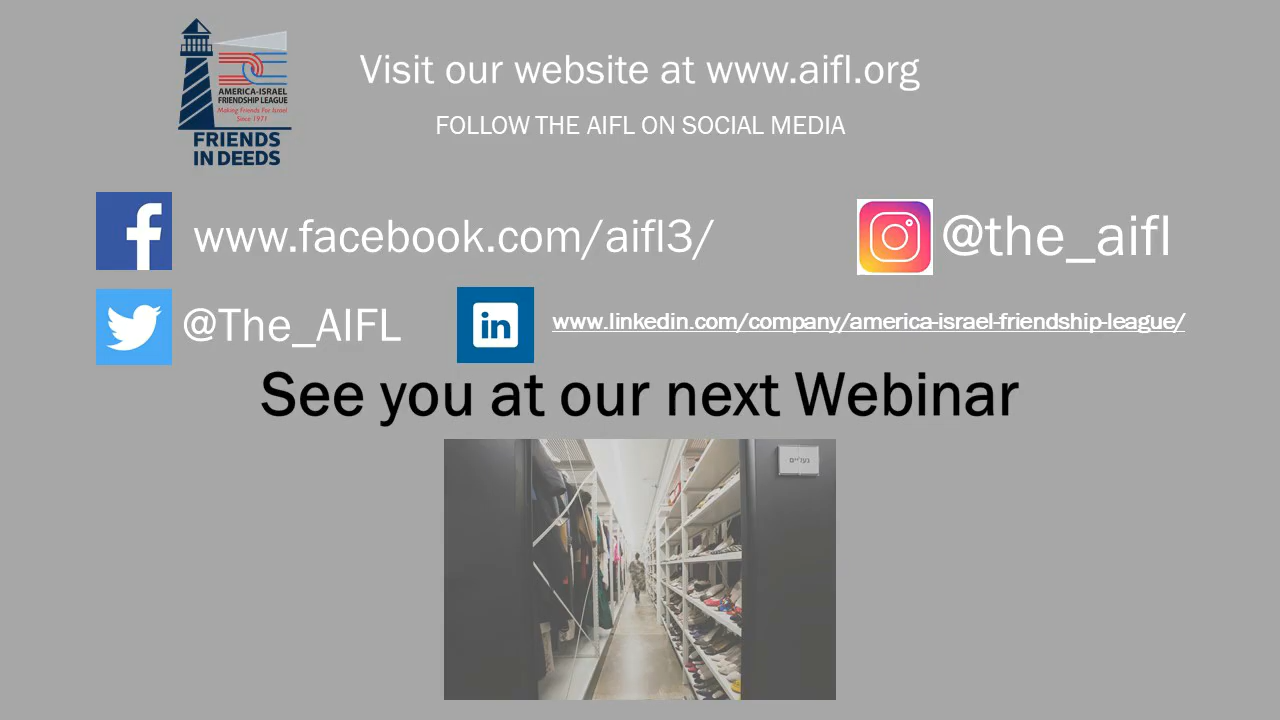 AMERICA-ISRAEL
FRIENDSHIP LEAGUE
Making Friends For Israel
Since 1971
FRIENDS
IN DEEDS
Visit our website at www.aifl.org
FOLLOW THE AIFL ON SOCIAL MEDIA
www.facebook.com/aifl3/
@the_aifl
@The_AIFL
in
www.linkedin.com/company/america-israel-friendship-league/
See you at our next Webinar
נעליים